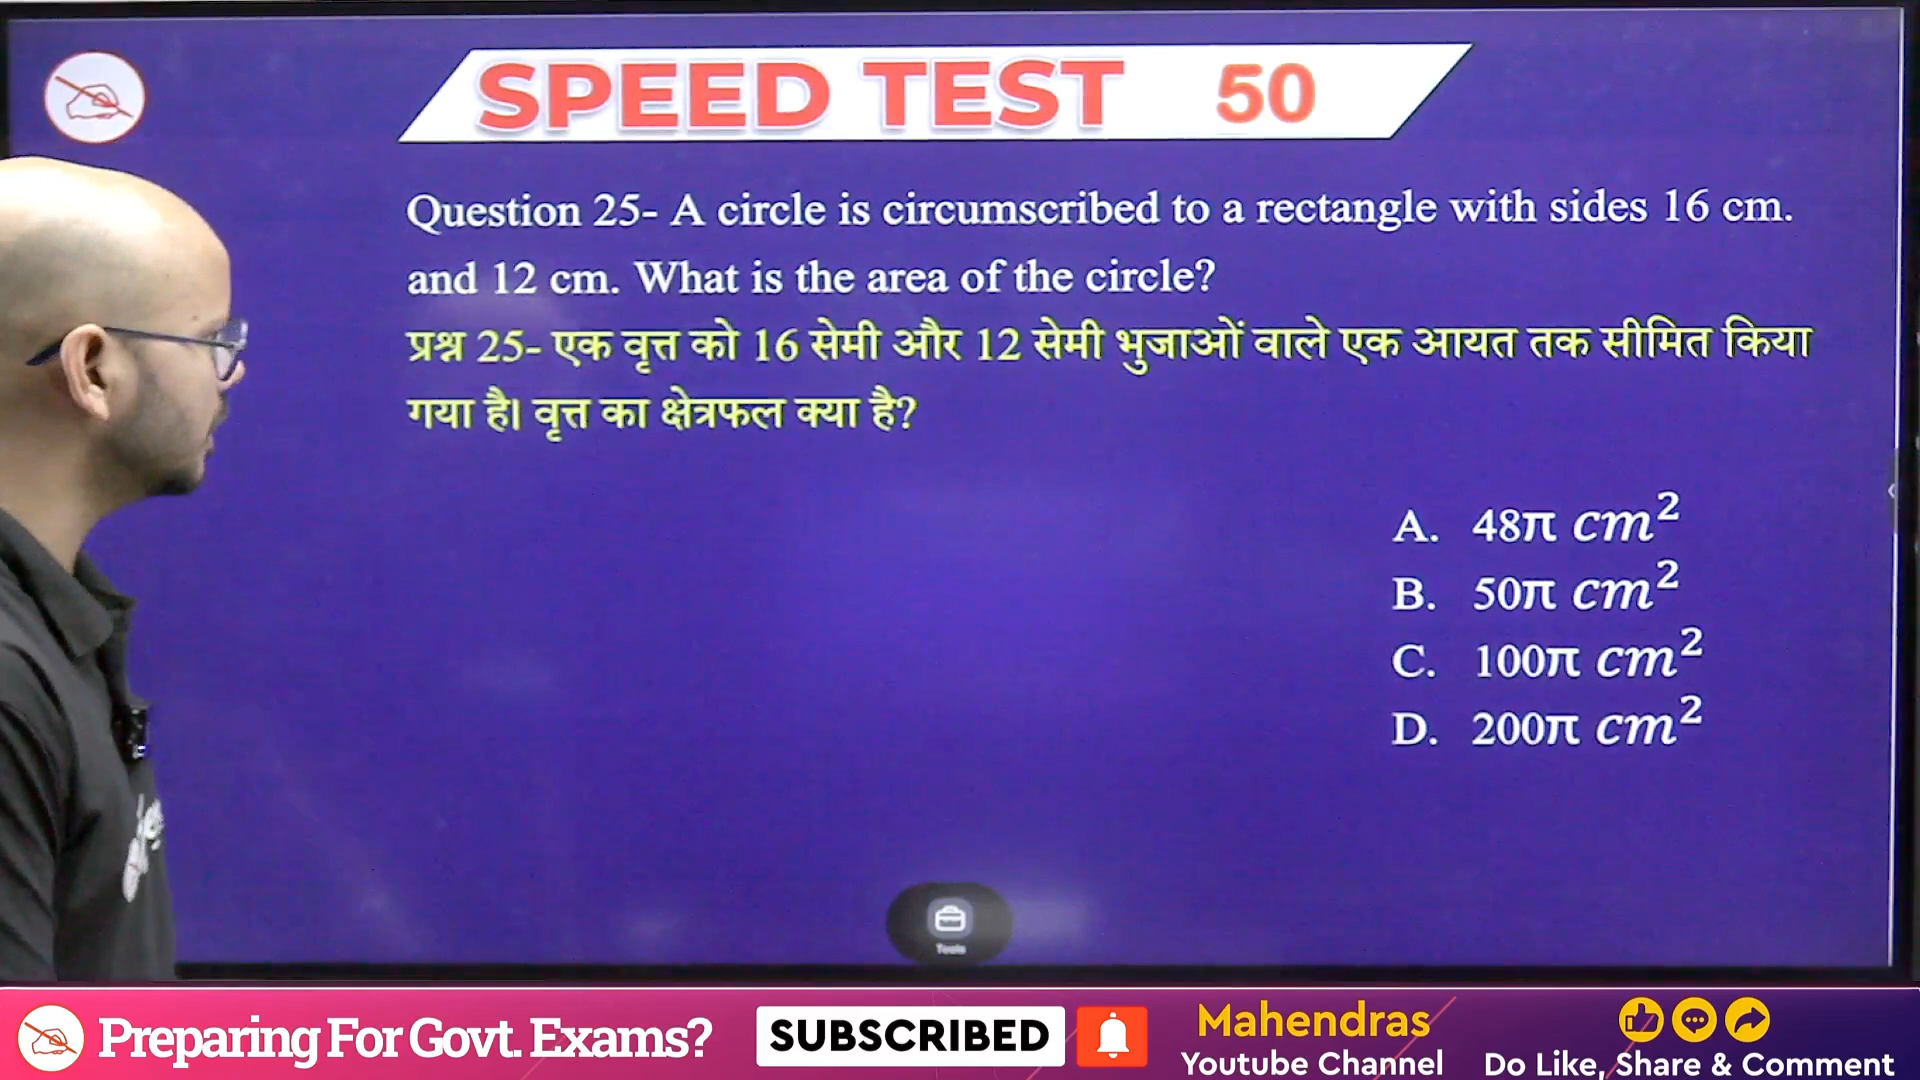 SPEED TEST 50
Question 25- A circle is circumscribed to a rectangle with sides 16 cm.
and 12 cm. What is the area of the circle?
प्रश्न 25- एक वृत्त को 16 सेमी और 12 सेमी भुजाओं वाले एक आयत तक सीमित किया
गया है। वृत्त का क्षेत्रफल क्या है?
A. 48π cm²
B. 50π cm²
C. 100π cm²
D. 200π cm²
Tools
Preparing For Govt. Exams?
SUBSCRIBED
Mahendras
Youtube Channel
Do Like, Share & Comment